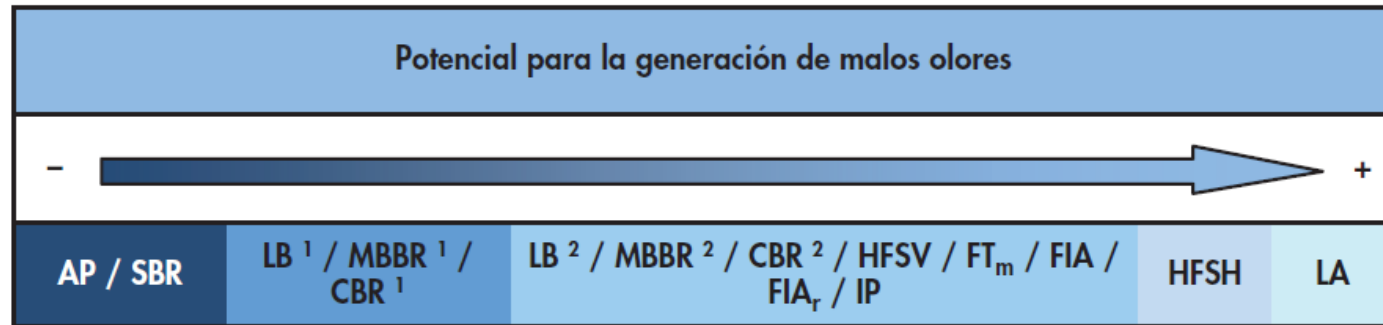 Potencial para la generación de malos olores
– +
AP / SBR
LB ¹ / MBBR ¹ /
CBR ¹
LB ² / MBBR ² / CBR ² / HFSV / FTₘ / FIA /
FIAᵣ / IP
HFSH
LA